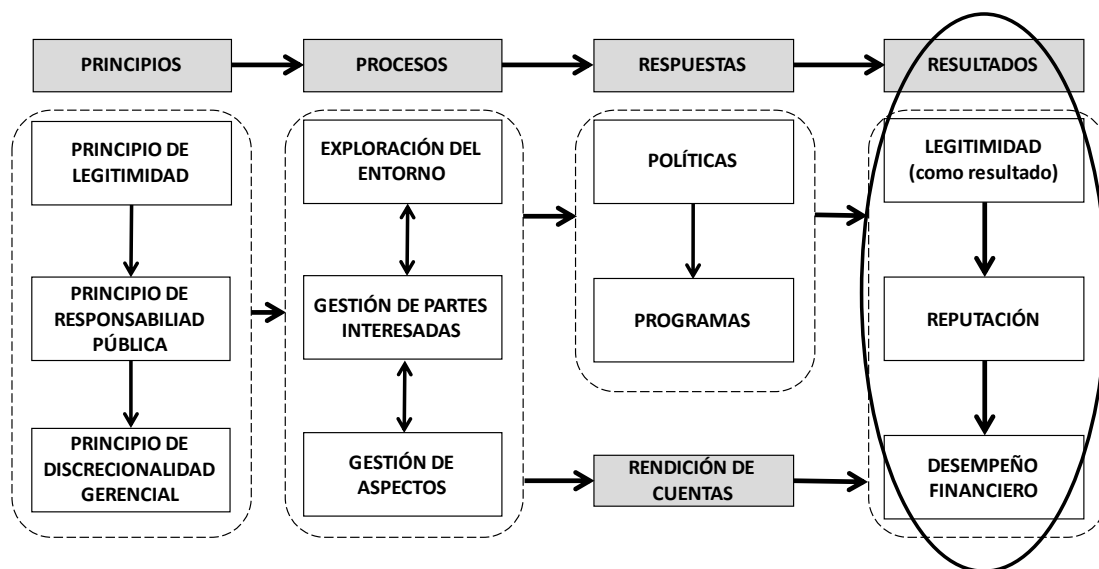 PRINCIPIOS
PROCESOS
RESPUESTAS
RESULTADOS
PRINCIPIO DE
LEGITIMIDAD
PRINCIPIO DE
RESPONSABILIAD
PÚBLICA
PRINCIPIO DE
DISCRECIONALIDAD
GERENCIAL
EXPLORACIÓN DEL
ENTORNO
GESTIÓN DE PARTES
INTERESADAS
GESTIÓN DE
ASPECTOS
POLÍTICAS
PROGRAMAS
RENDICIÓN DE
CUENTAS
LEGITIMIDAD
(como resultado)
REPUTACIÓN
DESEMPEÑO
FINANCIERO